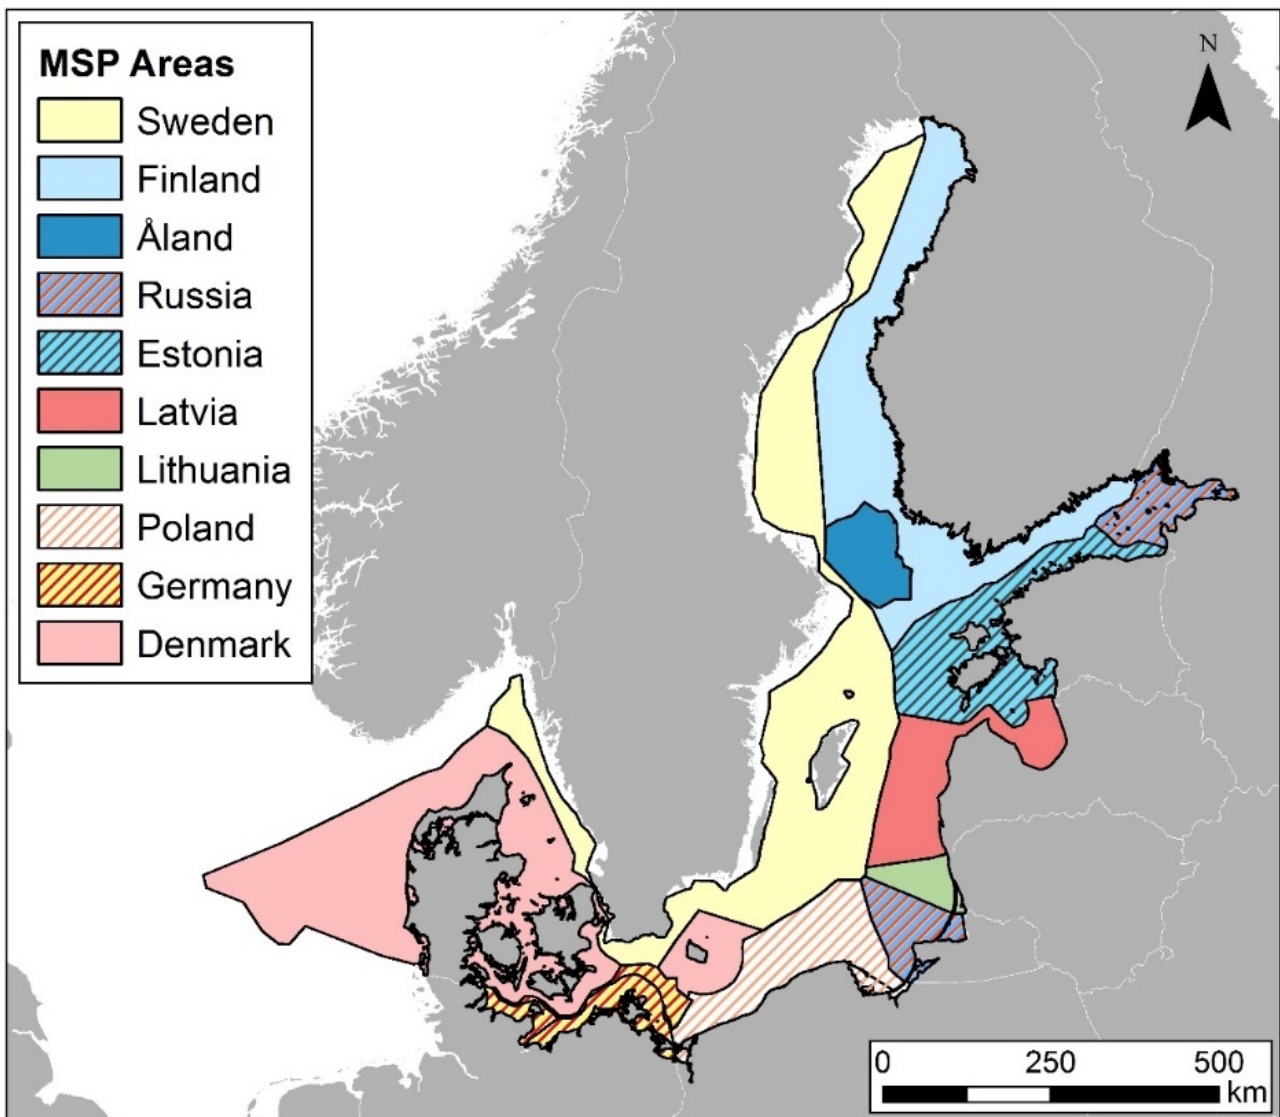 MSP Areas
Sweden
Finland
Åland
Russia
Estonia
Latvia
Lithuania
Poland
Germany
Denmark
N
0 250 500
km